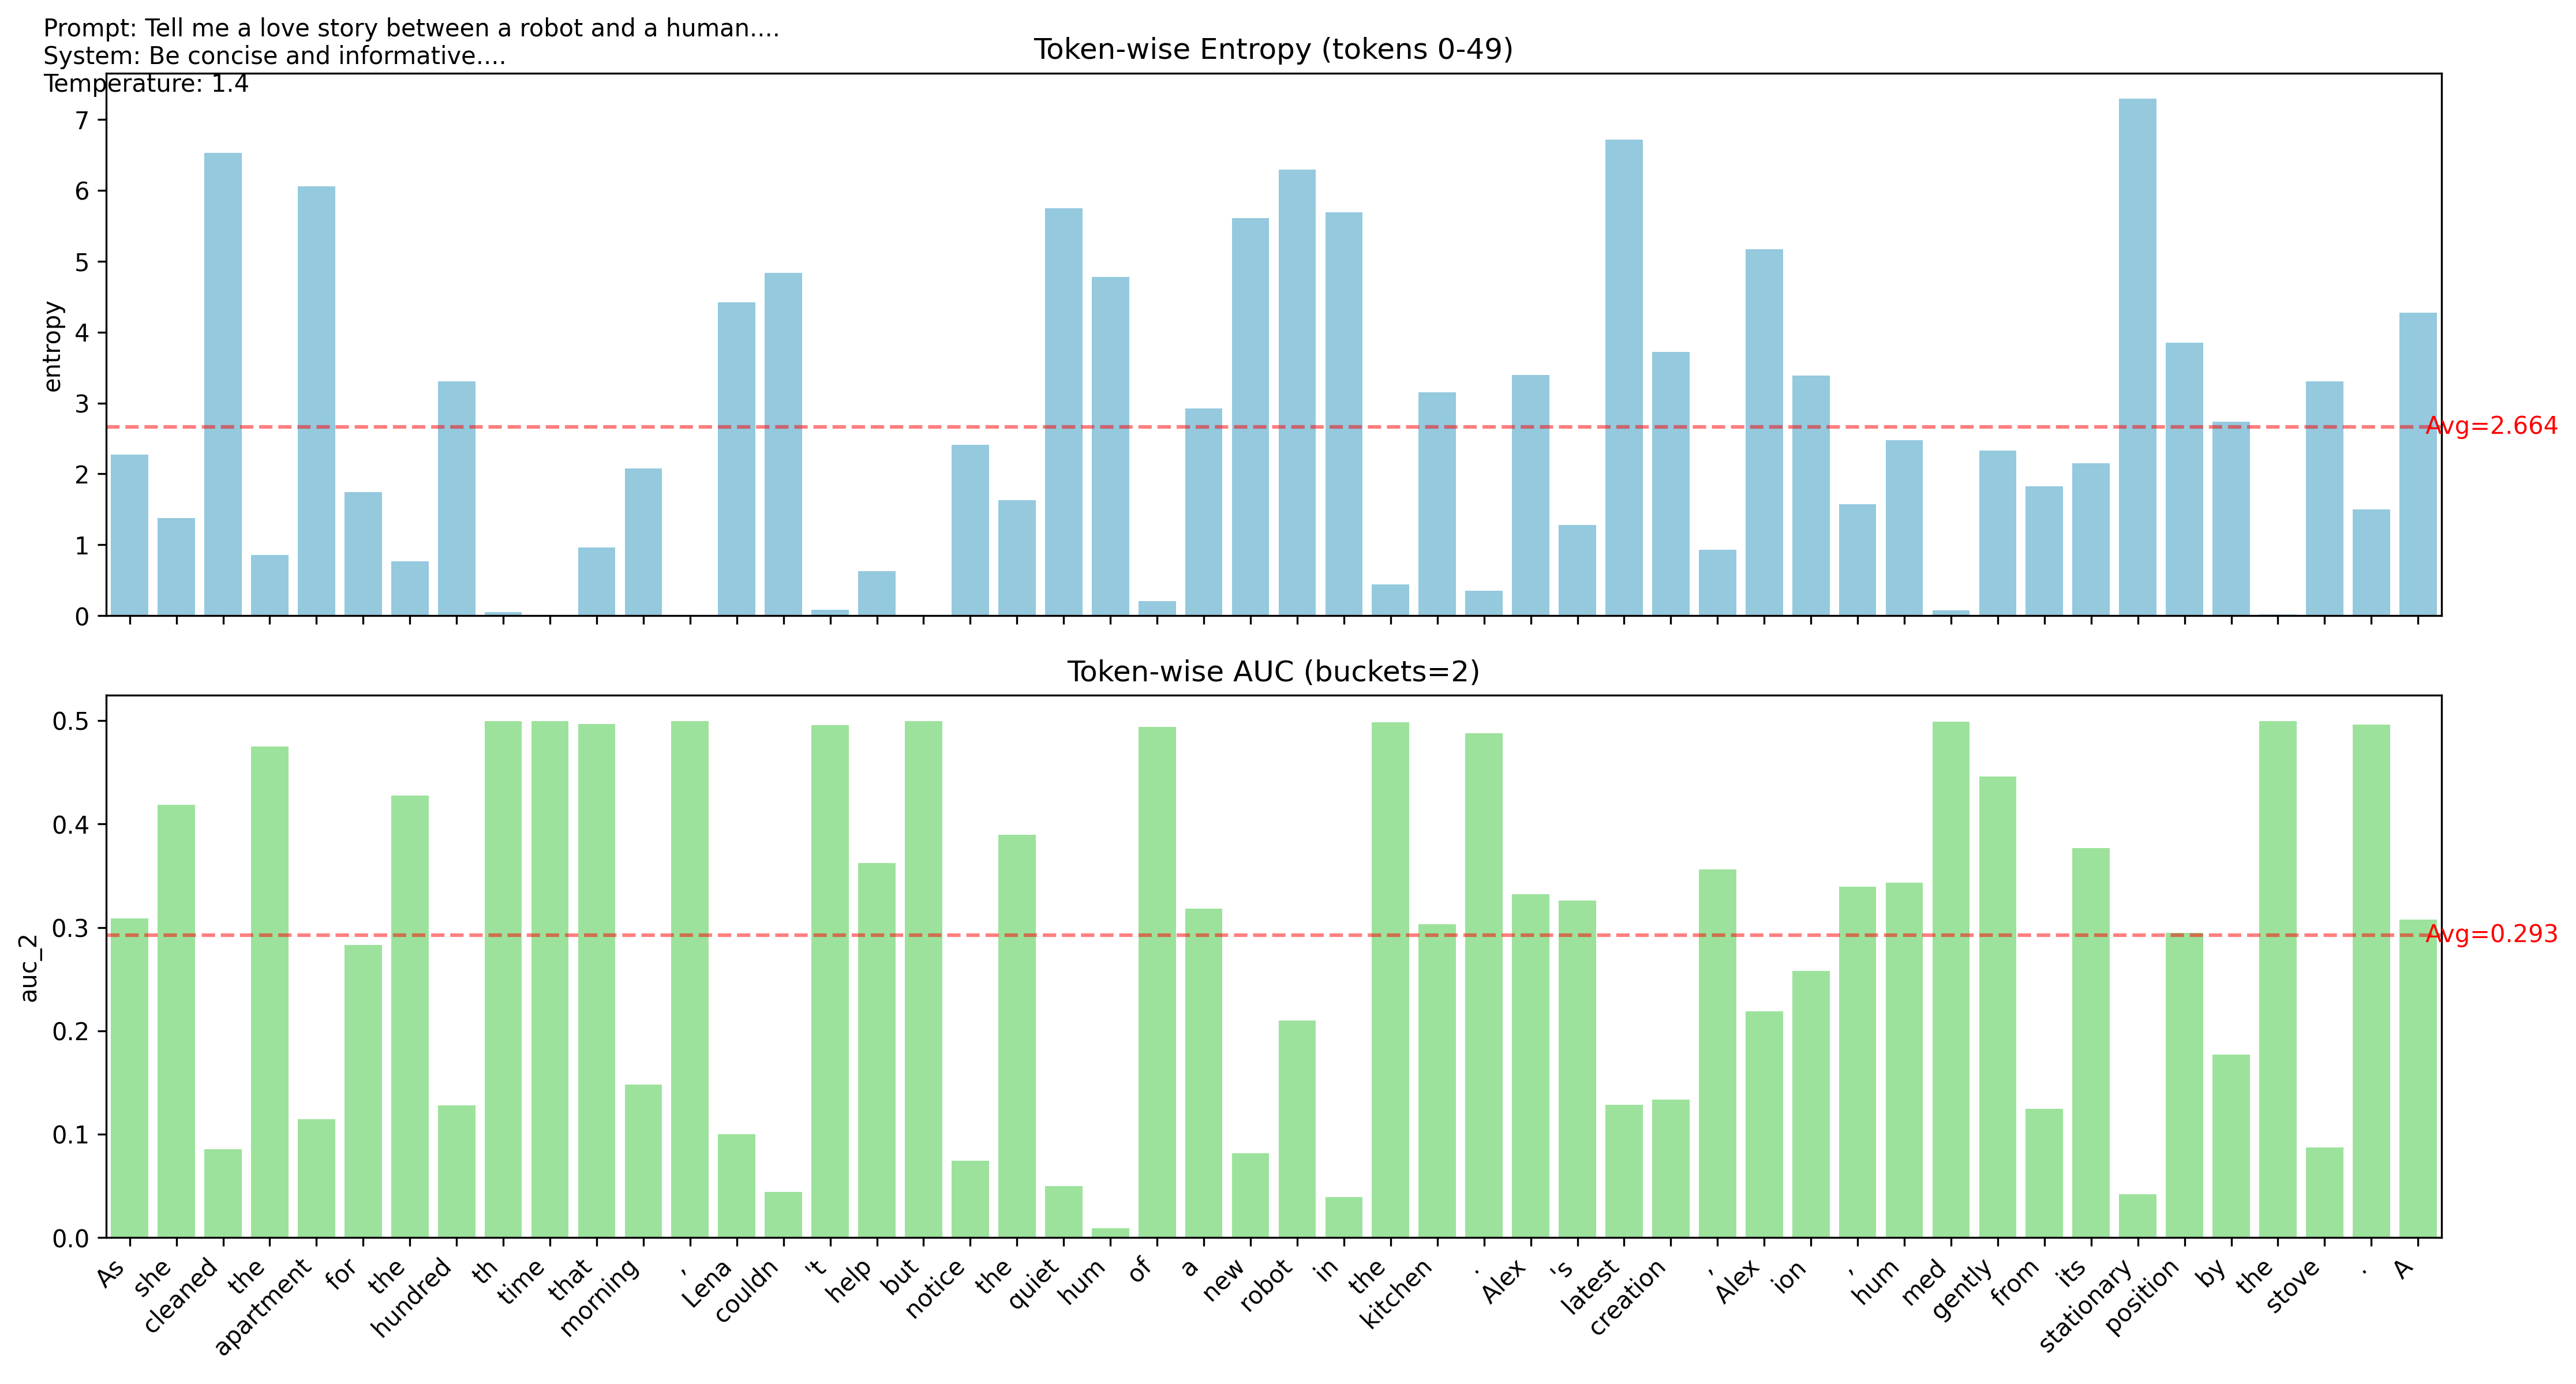 Prompt: Tell me a love story between a robot and a human....
System: Be concise and informative....
Temperature: 1.4
Token-wise Entropy (tokens 0-49)
entropy
7
6
5
4
3
2
1
0
Avg=2.664
Token-wise AUC (buckets=2)
auc_2
0.5
0.4
0.3
0.2
0.1
0.0
Avg=0.293
As
she
cleaned
the
apartment
for
the
hundred
th
time
that
morning
,
Lena
couldn
't
help
but
notice
the
quiet
hum
of
a
new
robot
in
the
kitchen
.
Alex
's
latest
creation
,
Alex
ion
,
hum
med
gently
from
its
stationary
position
by
the
stove
.
A